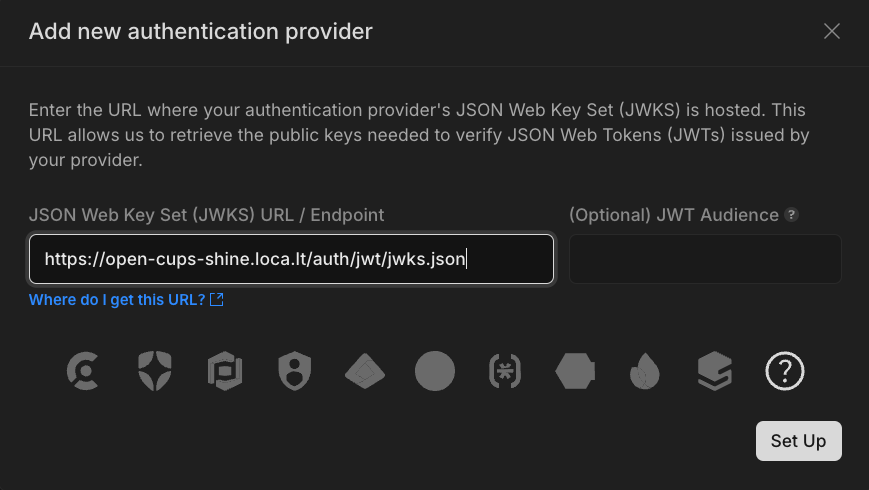 Add new authentication provider
Enter the URL where your authentication provider's JSON Web Key Set (JWKS) is hosted. This
URL allows us to retrieve the public keys needed to verify JSON Web Tokens (JWTs) issued by
your provider.
JSON Web Key Set (JWKS) URL / Endpoint
(Optional) JWT Audience ?
https://open-cups-shine.loca.lt/auth/jwt/jwks.json
Where do I get this URL?
?
Set Up